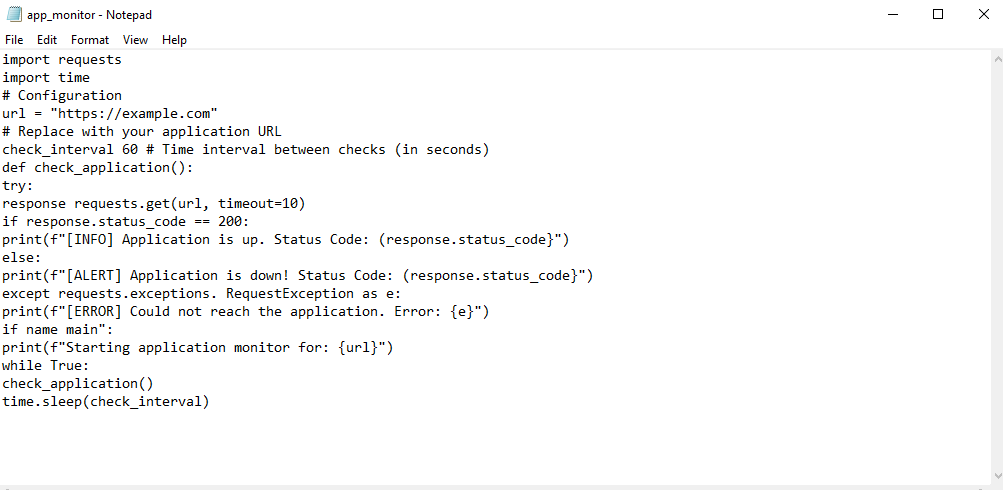 app_monitor - Notepad
File Edit Format View Help
import requests
import time
# Configuration
url = "https://example.com"
# Replace with your application URL
check_interval 60 # Time interval between checks (in seconds)
def check_application():
try:
response requests.get(url, timeout=10)
if response.status_code == 200:
print(f"[INFO] Application is up. Status Code: (response.status_code}")
else:
print(f"[ALERT] Application is down! Status Code: (response.status_code}")
except requests.exceptions. RequestException as e:
print(f"[ERROR] Could not reach the application. Error: {e}")
if name main":
print(f"Starting application monitor for: {url}")
while True:
check_application()
time.sleep(check_interval)